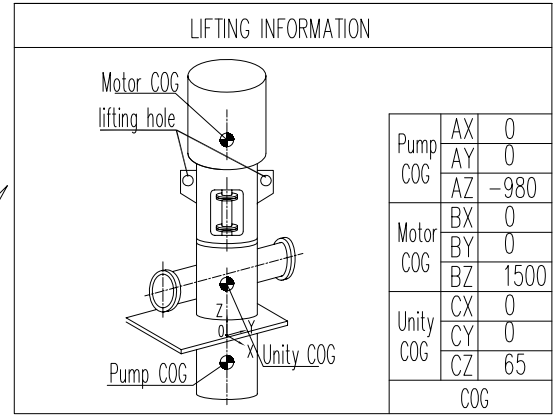 LIFTING INFORMATION
Motor COG
lifting hole
Z
0
Y
X
Unity COG
Pump COG
Pump COG
AX 0
AY 0
AZ -980
Motor COG
BX 0
BY 0
BZ 1500
Unity COG
CX 0
CY 0
CZ 65
COG